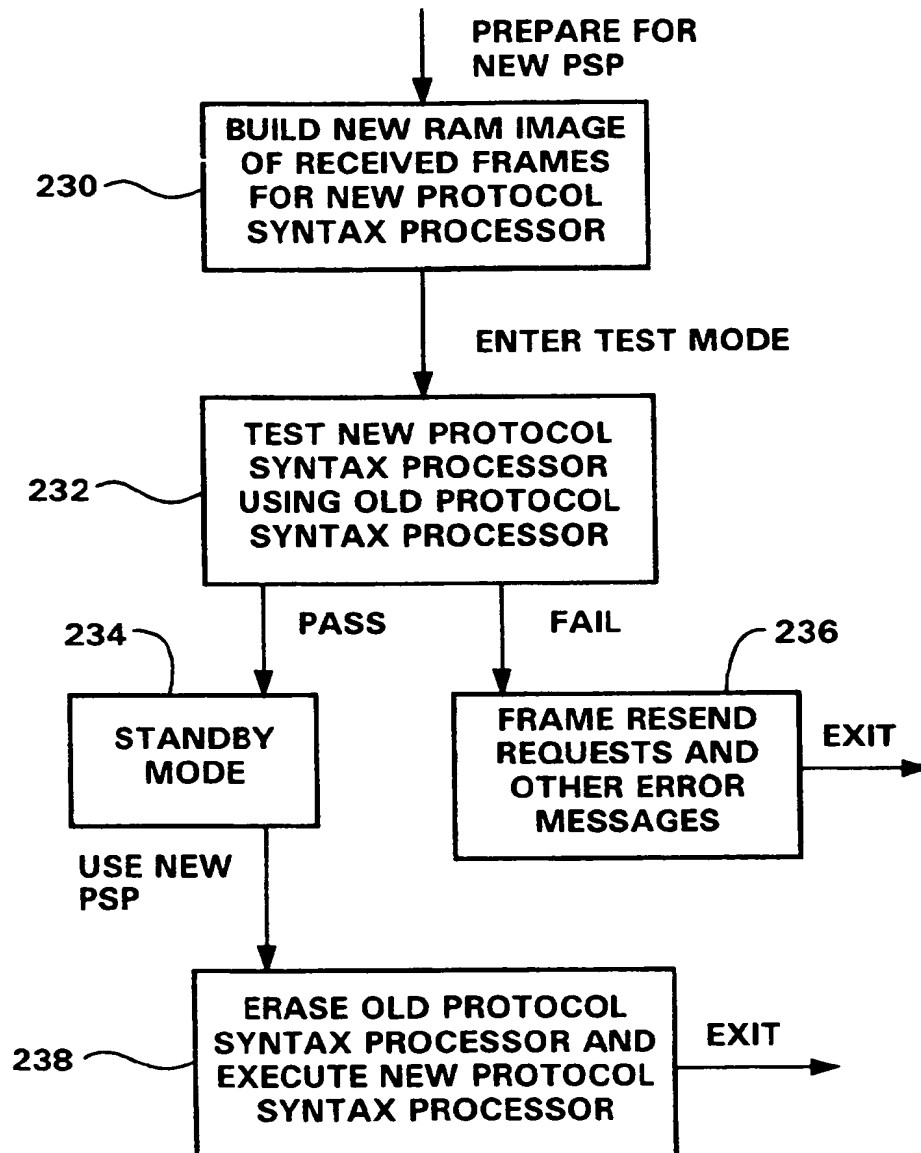 PREPARE FOR
NEW PSP
BUILD NEW RAM IMAGE
OF RECEIVED FRAMES
FOR NEW PROTOCOL
SYNTAX PROCESSOR
230
ENTER TEST MODE
TEST NEW PROTOCOL
SYNTAX PROCESSOR
USING OLD PROTOCOL
SYNTAX PROCESSOR
232
PASS
FAIL
234
236
STANDBY
MODE
FRAME RESEND
REQUESTS AND
OTHER ERROR
MESSAGES
EXIT
USE NEW
PSP
ERASE OLD PROTOCOL
SYNTAX PROCESSOR AND
EXECUTE NEW PROTOCOL
SYNTAX PROCESSOR
238
EXIT